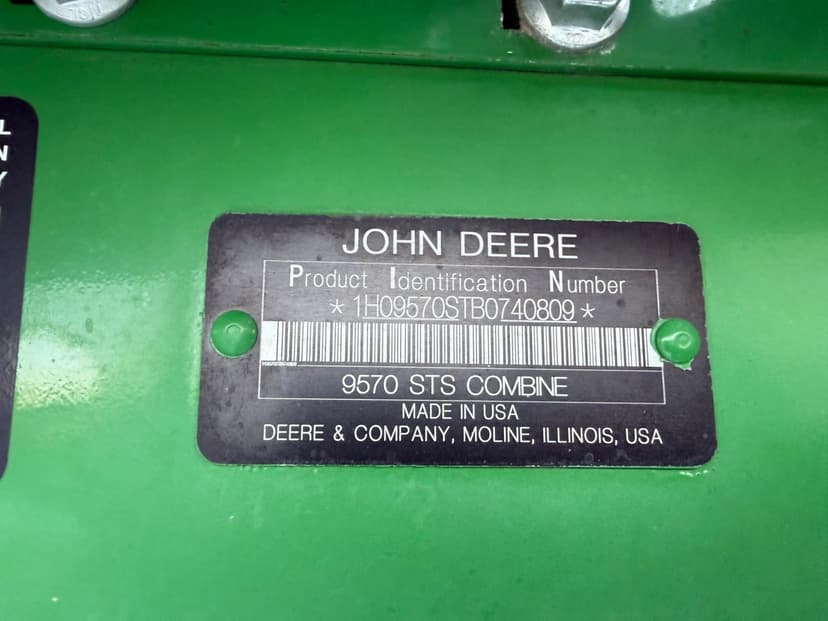 L
N
Y
JOHN DEERE
Product Identification Number
*1H09570STB0740809*
9570 STS COMBINE
MADE IN USA
DEERE & COMPANY, MOLINE, ILLINOIS, USA